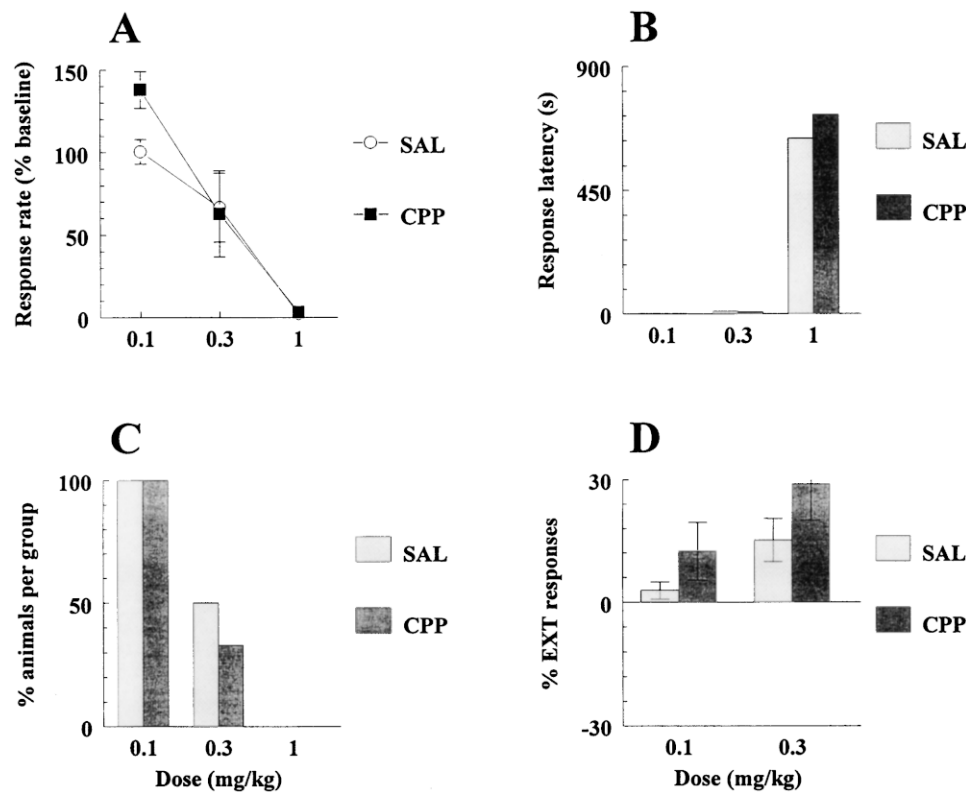 A
Response rate (% baseline)
150
100
50
0
0.1 0.3 1
SAL
CPP
B
Response latency (s)
900
450
0
0.1 0.3 1
SAL
CPP
C
% animals per group
100
50
0
0.1 0.3 1
Dose (mg/kg)
SAL
CPP
D
% EXT responses
30
0
-30
0.1 0.3
Dose (mg/kg)
SAL
CPP